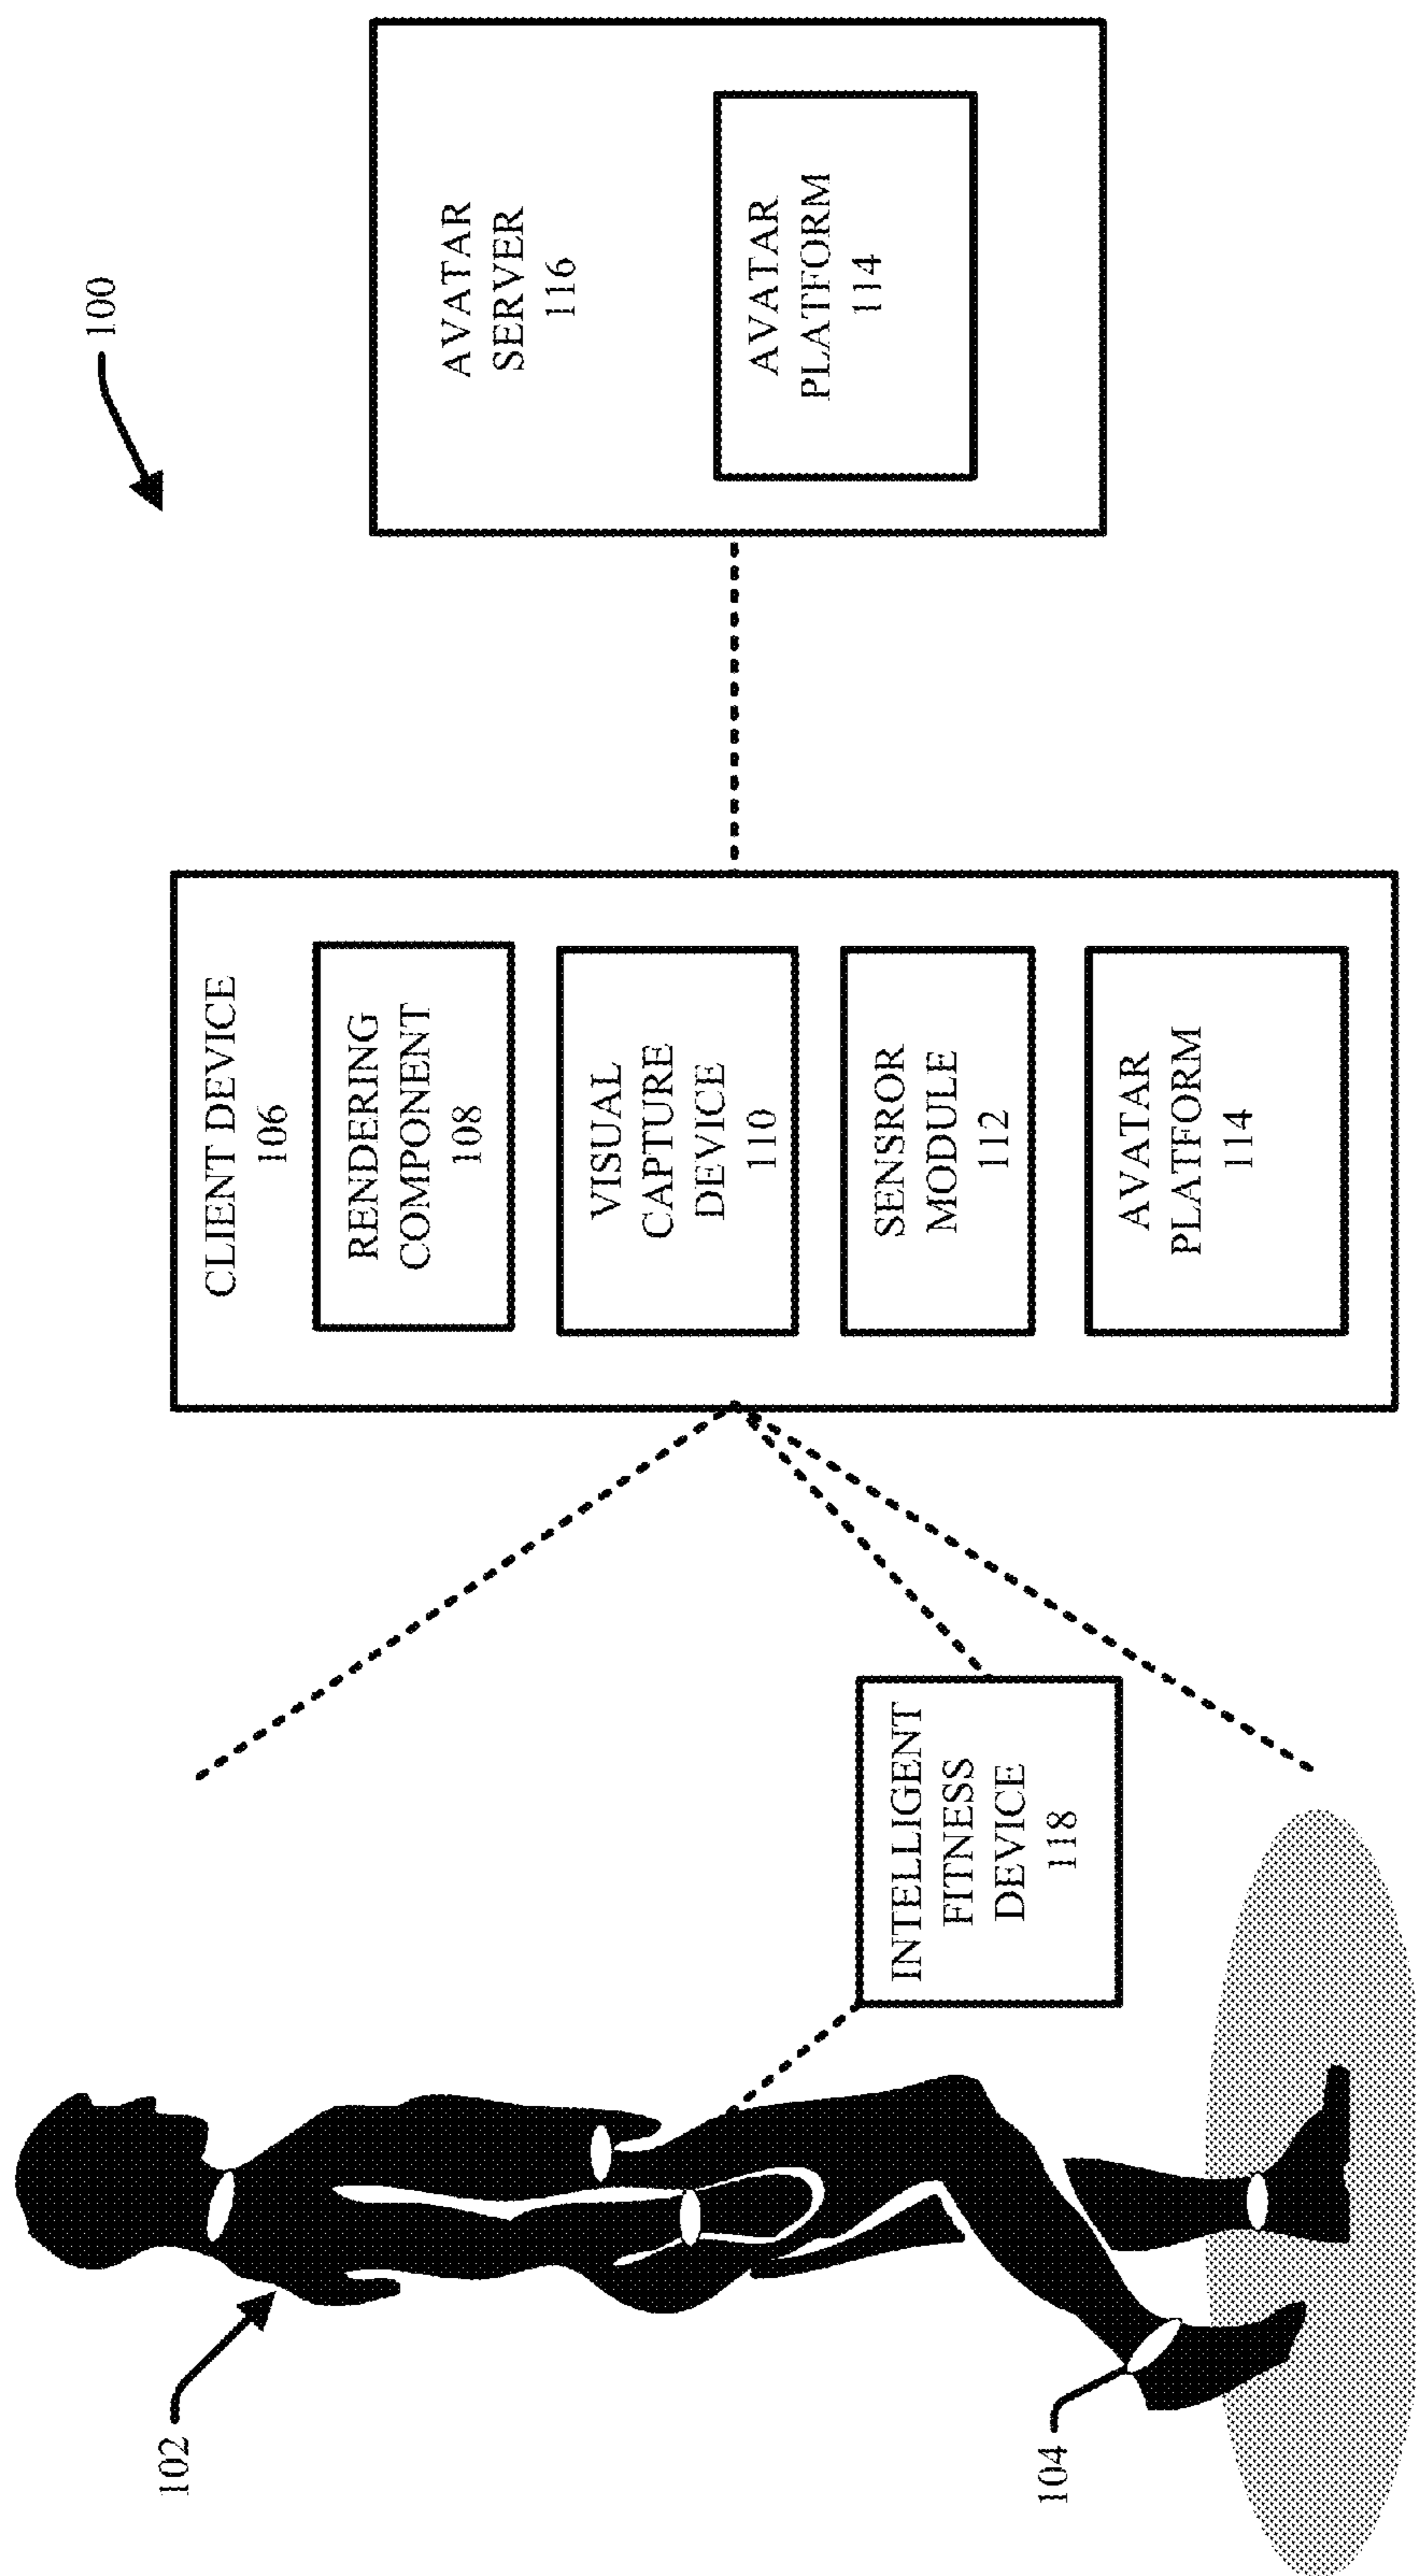 100
102
104
INTELLIGENT
FITNESS
DEVICE
118
CLIENT DEVICE
106
RENDERING
COMPONENT
108
VISUAL
CAPTURE
DEVICE
110
SENSROR
MODULE
112
AVATAR
PLATFORM
114
AVATAR
SERVER
116
AVATAR
PLATFORM
114